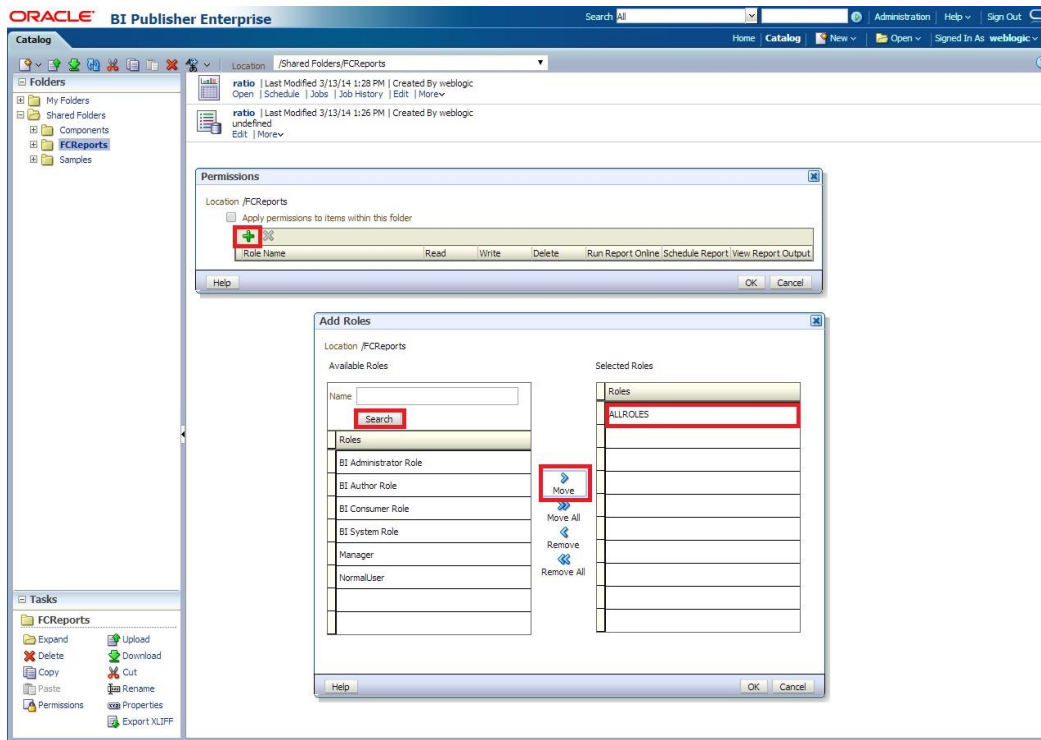 ORACLE BI Publisher Enterprise
Search All
Administration Help Sign Out
Catalog
Home Catalog New Open Signed In As weblogic
Location /Shared Folders/FCReports
Folders
My Folders
Shared Folders
Components
FCReports
Samples
ratio | Last Modified 3/13/14 1:28 PM | Created By weblogic
Open | Schedule | Jobs | Job History | Edit | More
ratio | Last Modified 3/13/14 1:26 PM | Created By weblogic
undefined
Edit | More
Permissions
Location /FCReports
Apply permissions to items within this folder
Role Name Read Write Delete Run Report Online Schedule Report View Report Output
Help OK Cancel
Add Roles
Location /FCReports
Available Roles
Selected Roles
Name
Search
Roles
BI Administrator Role
BI Author Role
BI Consumer Role
BI System Role
Manager
NormalUser
Move
Move All
Remove
Remove All
Roles
ALLROLES
Help OK Cancel
Tasks
FCReports
Expand Upload
Delete Download
Copy Cut
Paste Rename
Permissions Properties
Export XLIFF